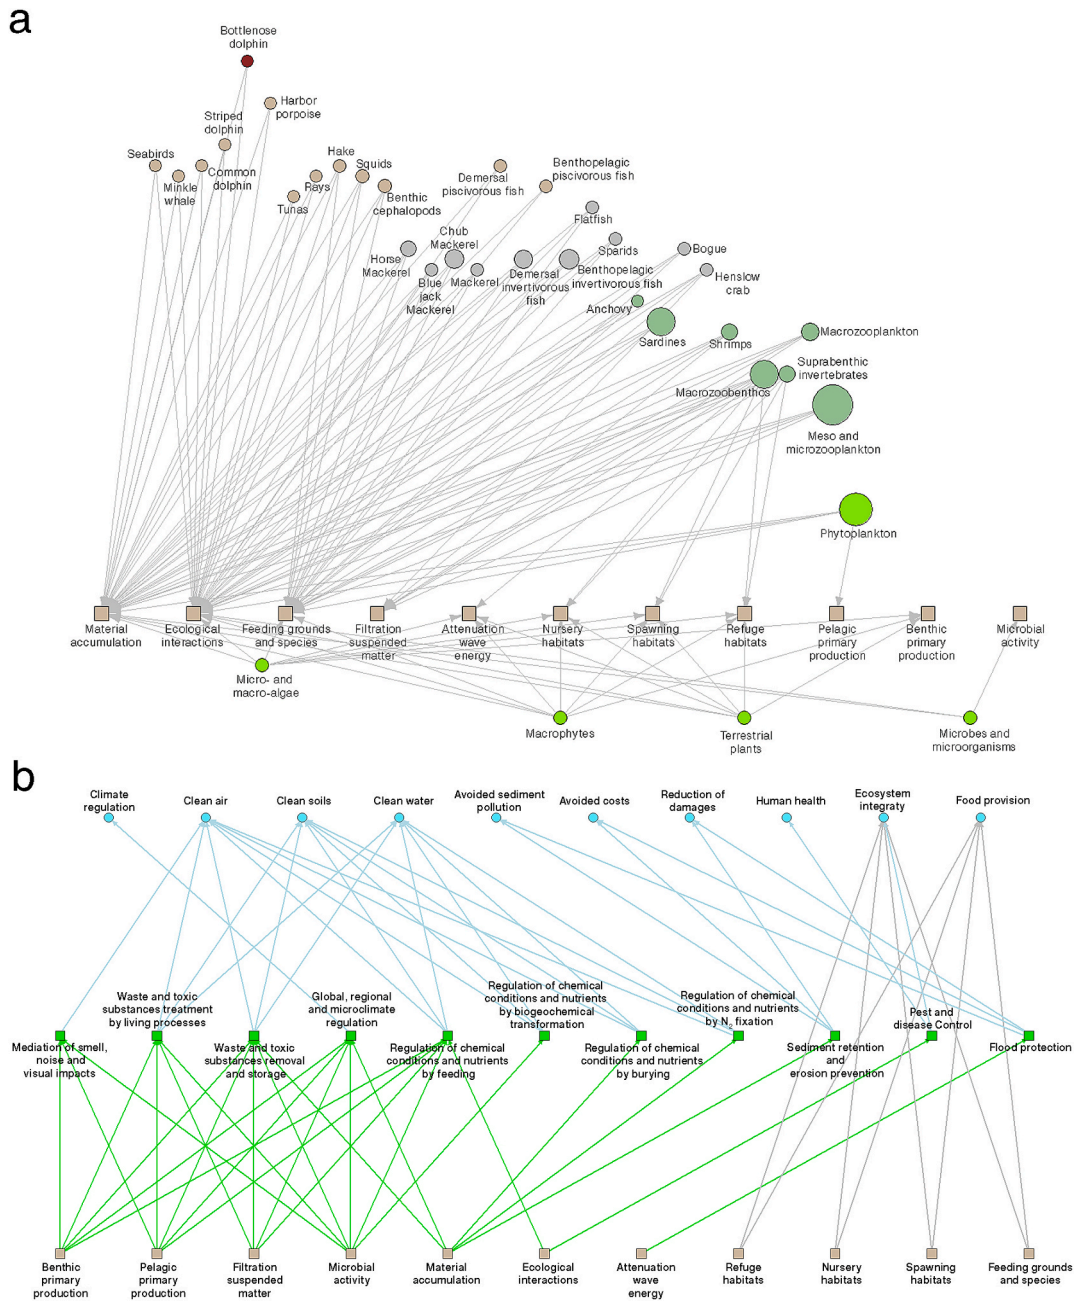 a
Bottlenose
dolphin
Harbor
porpoise
Striped
dolphin
Seabirds
Minkle
whale
Common
dolphin
Hake
Rays
Squids
Tunas
Benthic
cephalopods
Demersal
piscivorous fish
Benthopelagic
piscivorous fish
Flatfish
Chub
Mackerel
Horse
Mackerel
Blue
jack
Mackerel
Mackerel
Demersal
invertivorous
fish
Sparids
Benthopelagic
invertivorous fish
Bogue
Henslow
crab
Anchovy
Sardines
Shrimps
Macrozooplankton
Suprabenthic
invertebrates
Macrozoobenthos
Meso and
microzooplankton
Phytoplankton
Material
accumulation
Ecological
interactions
Feeding grounds
and species
Filtration
suspended
matter
Attenuation
wave
energy
Nursery
habitats
Spawning
habitats
Refuge
habitats
Pelagic
primary
production
Benthic
primary
production
Microbial
activity
Micro- and
macro-algae
Macrophytes
Terrestrial
plants
Microbes and
microorganisms
b
Climate
regulation
Clean air
Clean soils
Clean water
Avoided sediment
pollution
Avoided costs
Reduction of
damages
Human health
Ecosystem
integraty
Food provision
Mediation of smell,
noise and
visual impacts
Waste and toxic
substances treatment
by living processes
Waste and toxic
substances removal
and storage
Global, regional
and microclimate
regulation
Regulation of chemical
conditions and nutrients
by feeding
Regulation of chemical
conditions and nutrients
by biogeochemical
transformation
Regulation of chemical
conditions and nutrients
by burying
Regulation of chemical
conditions and nutrients
by N2 fixation
Sediment retention
and
erosion prevention
Pest and
disease Control
Flood protection
Benthic
primary
production
Pelagic
primary
production
Filtration
suspended
matter
Microbial
activity
Material
accumulation
Ecological
interactions
Attenuation
wave
energy
Refuge
habitats
Nursery
habitats
Spawning
habitats
Feeding grounds
and species